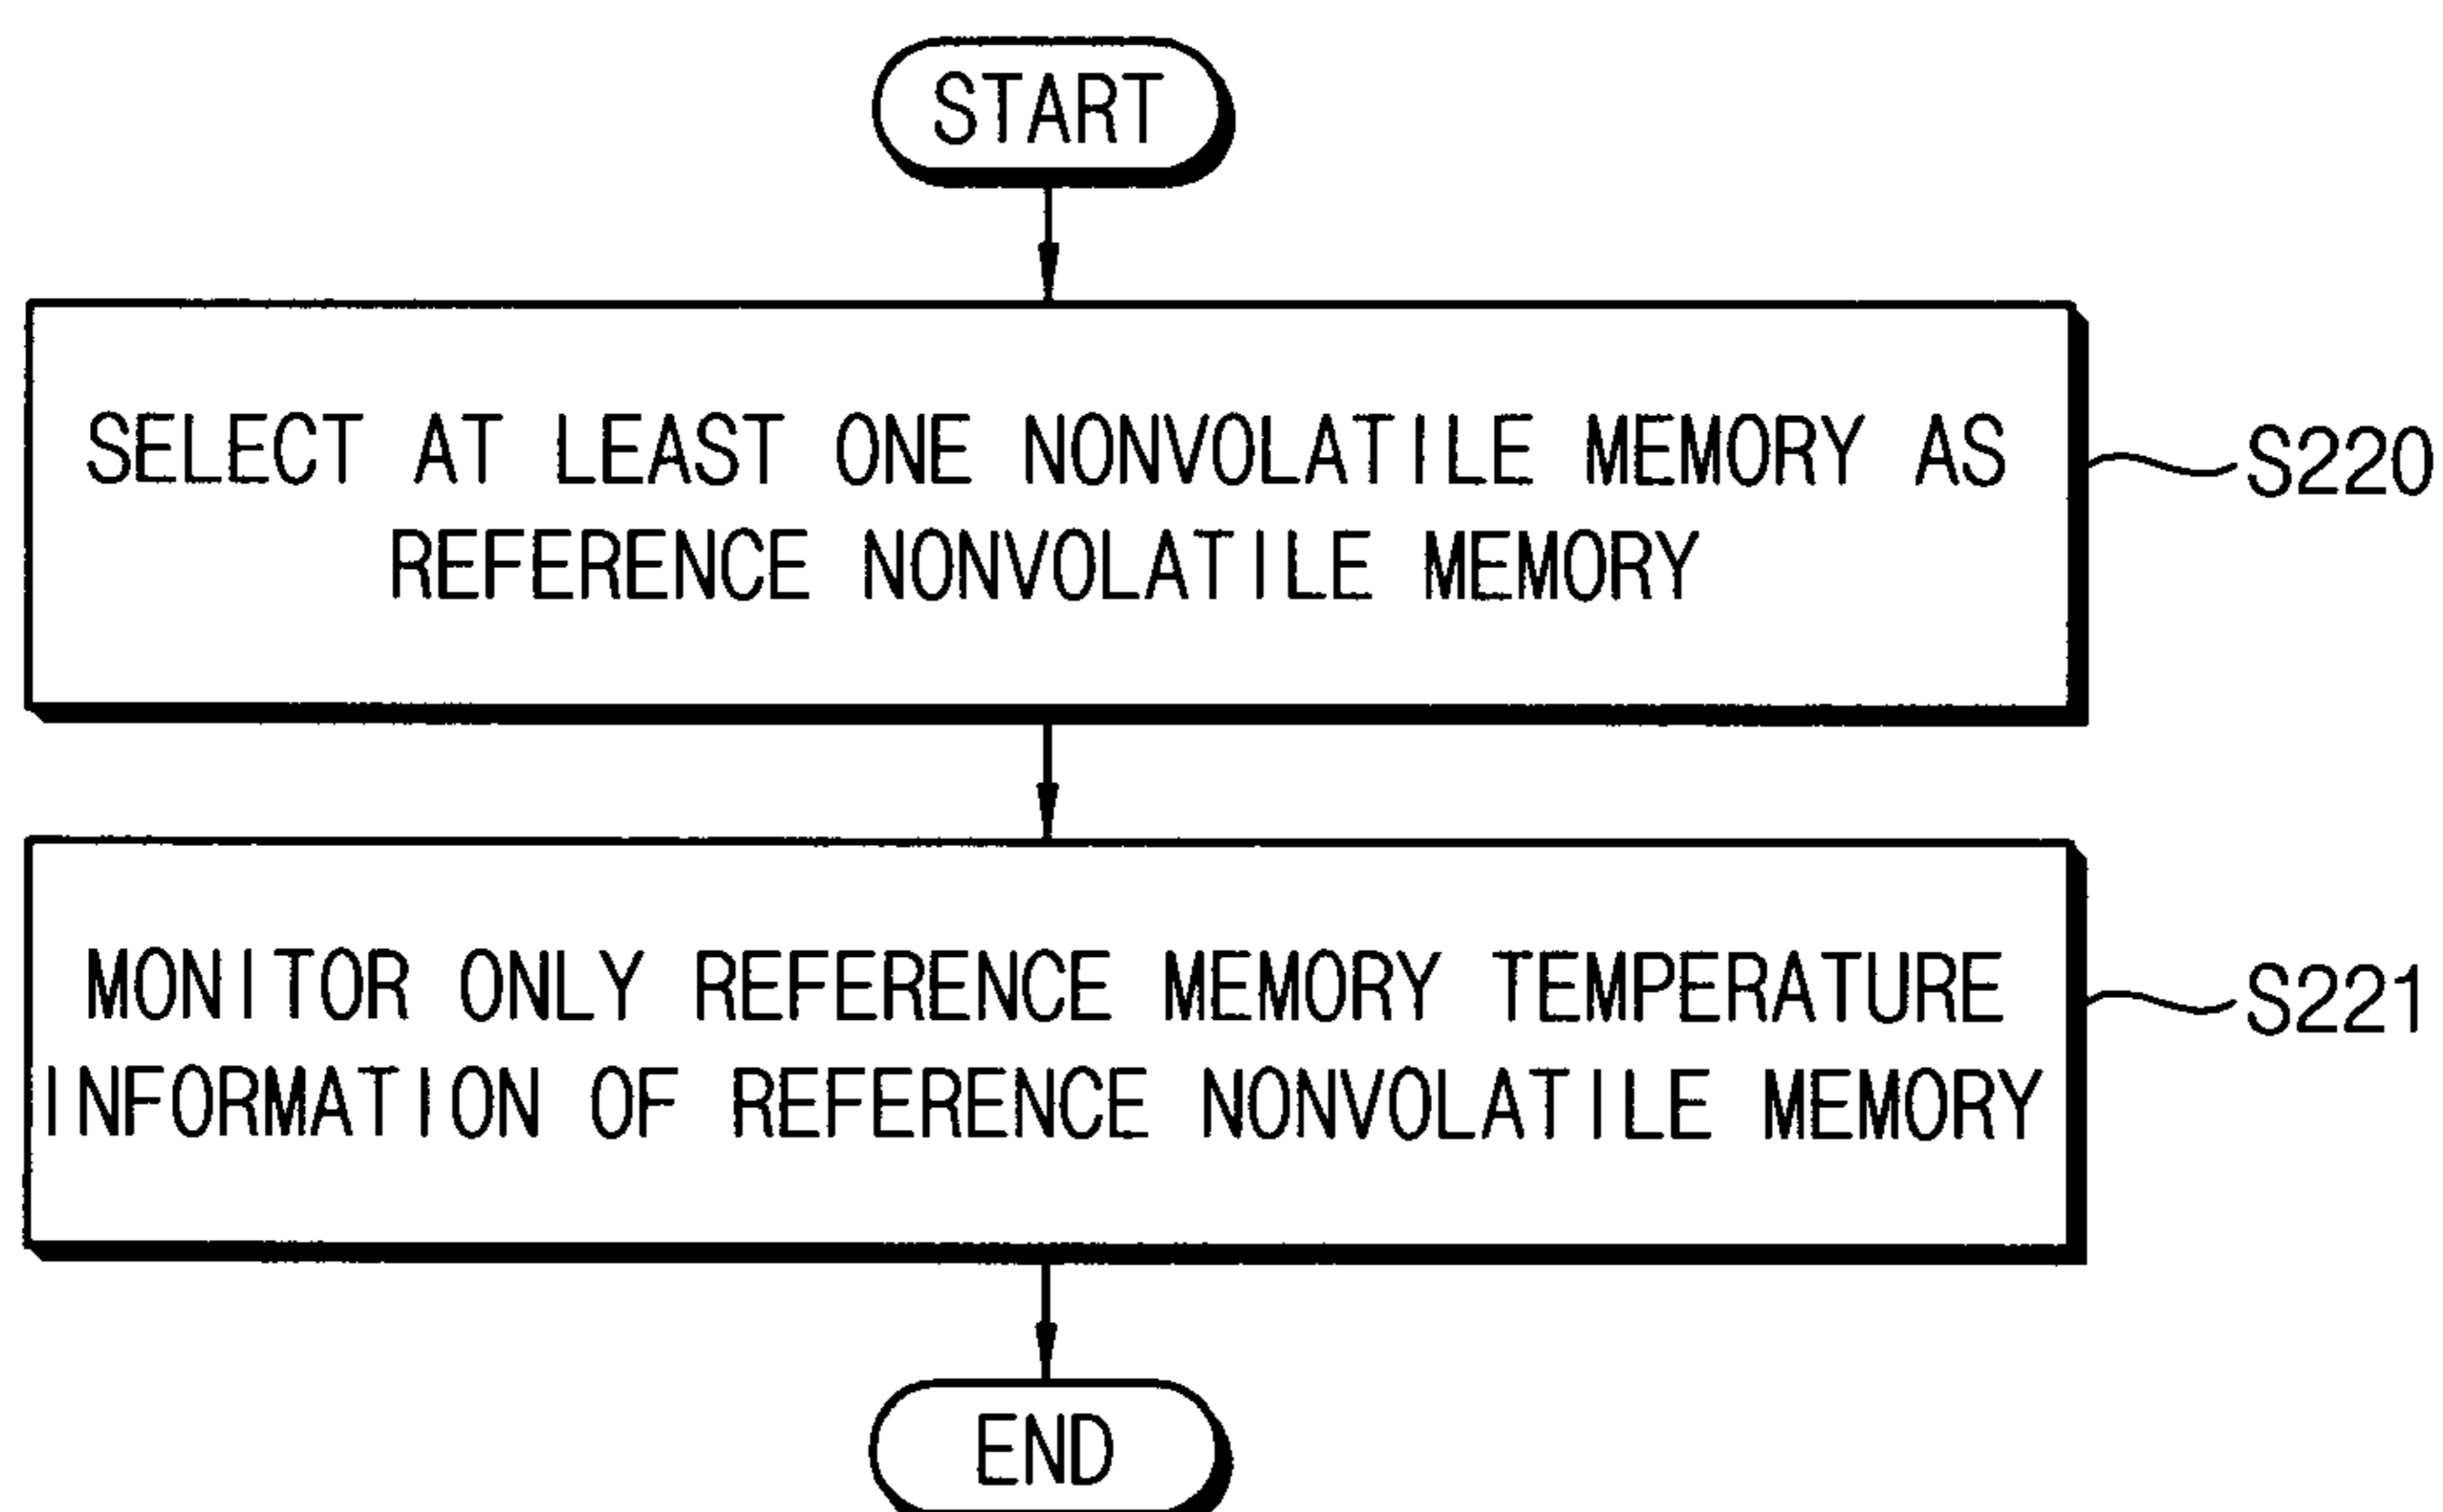 START
SELECT AT LEAST ONE NONVOLATILE MEMORY AS
REFERENCE NONVOLATILE MEMORY
S220
MONITOR ONLY REFERENCE MEMORY TEMPERATURE
INFORMATION OF REFERENCE NONVOLATILE MEMORY
S221
END